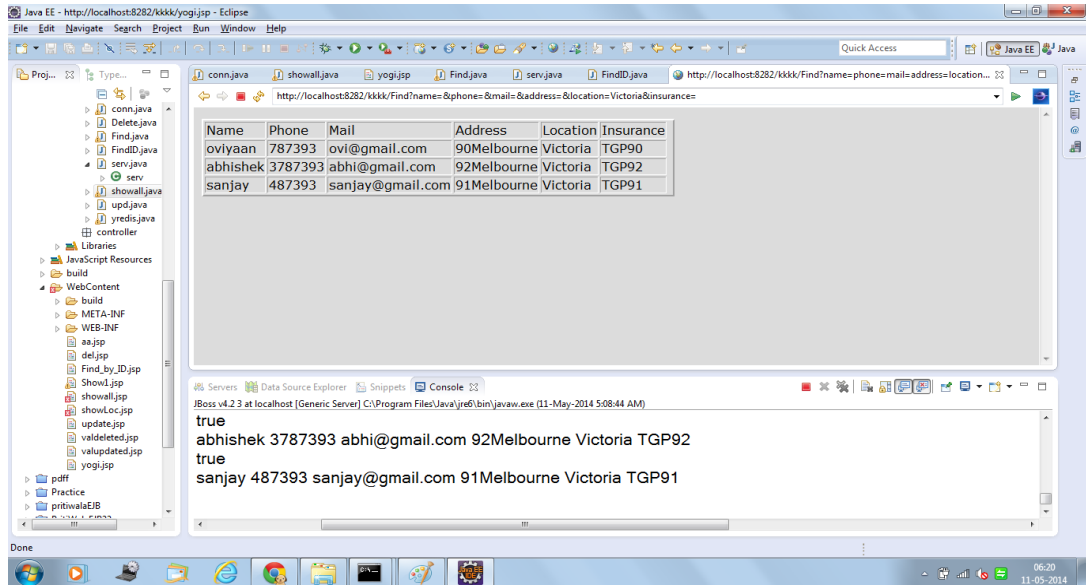 Java EE - http://localhost:8282/kkkk/yogi.jsp - Eclipse
File Edit Navigate Search Project Run Window Help
Quick Access Java EE Java
Proj... Type...
conn.java
Delete.java
Find.java
FindID.java
serv.java
serv
showall.java
upd.java
yredis.java
controller
Libraries
JavaScript Resources
build
WebContent
build
META-INF
WEB-INF
aa.jsp
del.jsp
Find_by_ID.jsp
Show1.jsp
showall.jsp
showLoc.jsp
update.jsp
valdeleted.jsp
valupdated.jsp
yogi.jsp
pdff
Practice
pritiwalaEJB
conn.java showall.java yogi.jsp Find.java serv.java FindID.java http://localhost:8282/kkkk/Find?name=phone=mail=address=location...
http://localhost:8282/kkkk/Find?name=&phone=&mail=&address=&location=Victoria&insurance=
Name Phone Mail Address Location Insurance
oviyaan 787393 ovi@gmail.com 90Melbourne Victoria TGP90
abhishek 3787393 abhi@gmail.com 92Melbourne Victoria TGP92
sanjay 487393 sanjay@gmail.com 91Melbourne Victoria TGP91
Servers Data Source Explorer Snippets Console
JBoss v4.2 3 at localhost [Generic Server] C:\Program Files\Java\jre6\bin\javaw.exe (11-May-2014 5:08:44 AM)
true
abhishek 3787393 abhi@gmail.com 92Melbourne Victoria TGP92
true
sanjay 487393 sanjay@gmail.com 91Melbourne Victoria TGP91
Done
06:20
11-05-2014